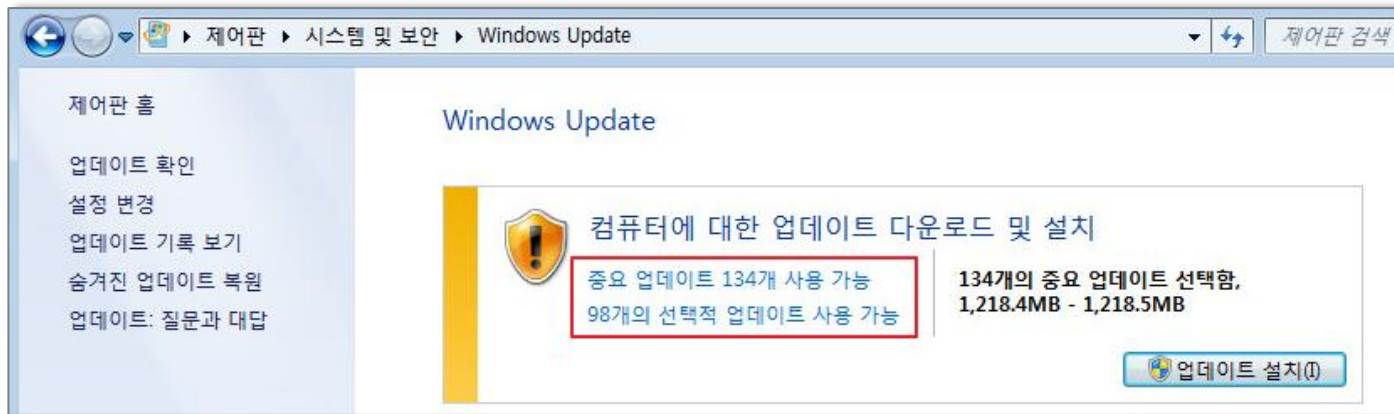 제어판 ▸ 시스템 및 보안 ▸ Windows Update
제어판 검색
제어판 홈
업데이트 확인
설정 변경
업데이트 기록 보기
숨겨진 업데이트 복원
업데이트: 질문과 대답
Windows Update
컴퓨터에 대한 업데이트 다운로드 및 설치
중요 업데이트 134개 사용 가능
98개의 선택적 업데이트 사용 가능
134개의 중요 업데이트 선택함,
1,218.4MB - 1,218.5MB
업데이트 설치(I)